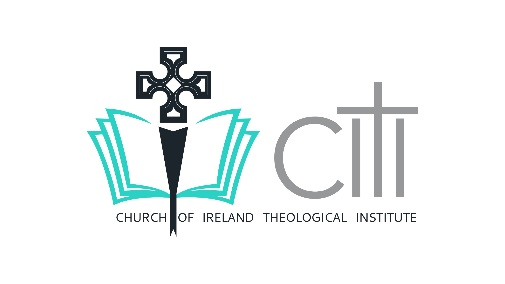 citi
CHURCH OF IRELAND THEOLOGICAL INSTITUTE